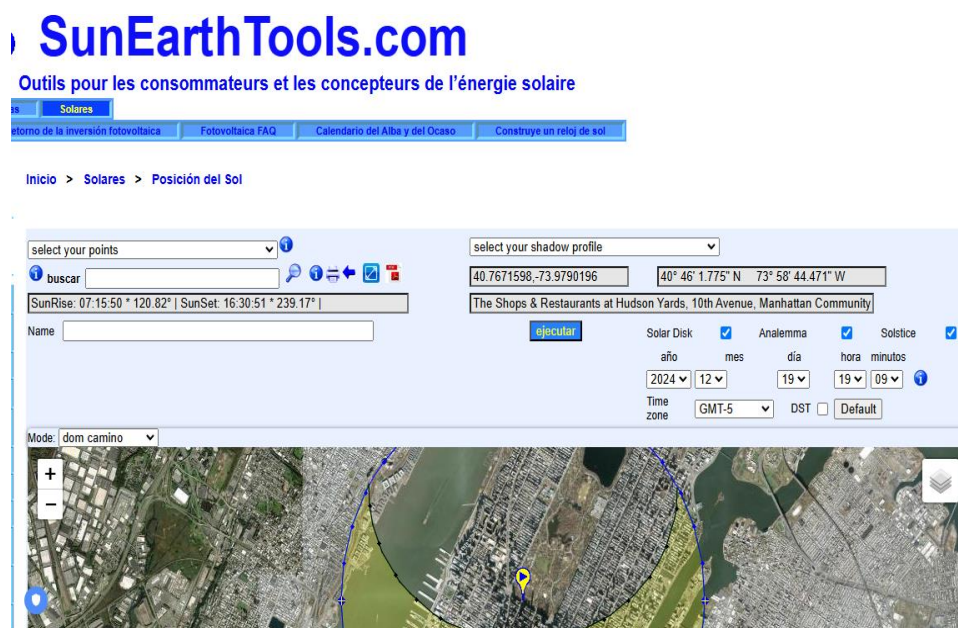 SunEarthTools.com
Outils pour les consommateurs et les concepteurs de l'énergie solaire
Solares
etorno de la inversión fotovoltaica Fotovoltaica FAQ Calendario del Alba y del Ocaso Construye un reloj de sol
Inicio > Solares > Posición del Sol
select your points select your shadow profile
buscar 40.7671598,-73.9790196 40° 46' 1.775" N 73° 58' 44.471" W
SunRise: 07:15:50 * 120.82° | SunSet: 16:30:51 * 239.17° | The Shops & Restaurants at Hudson Yards, 10th Avenue, Manhattan Community
Name ejecutar Solar Disk Analemma Solstice
año mes día hora minutos
2024 12 19 19 09
Time zone GMT-5 DST Default
Mode: dom camino
+
−